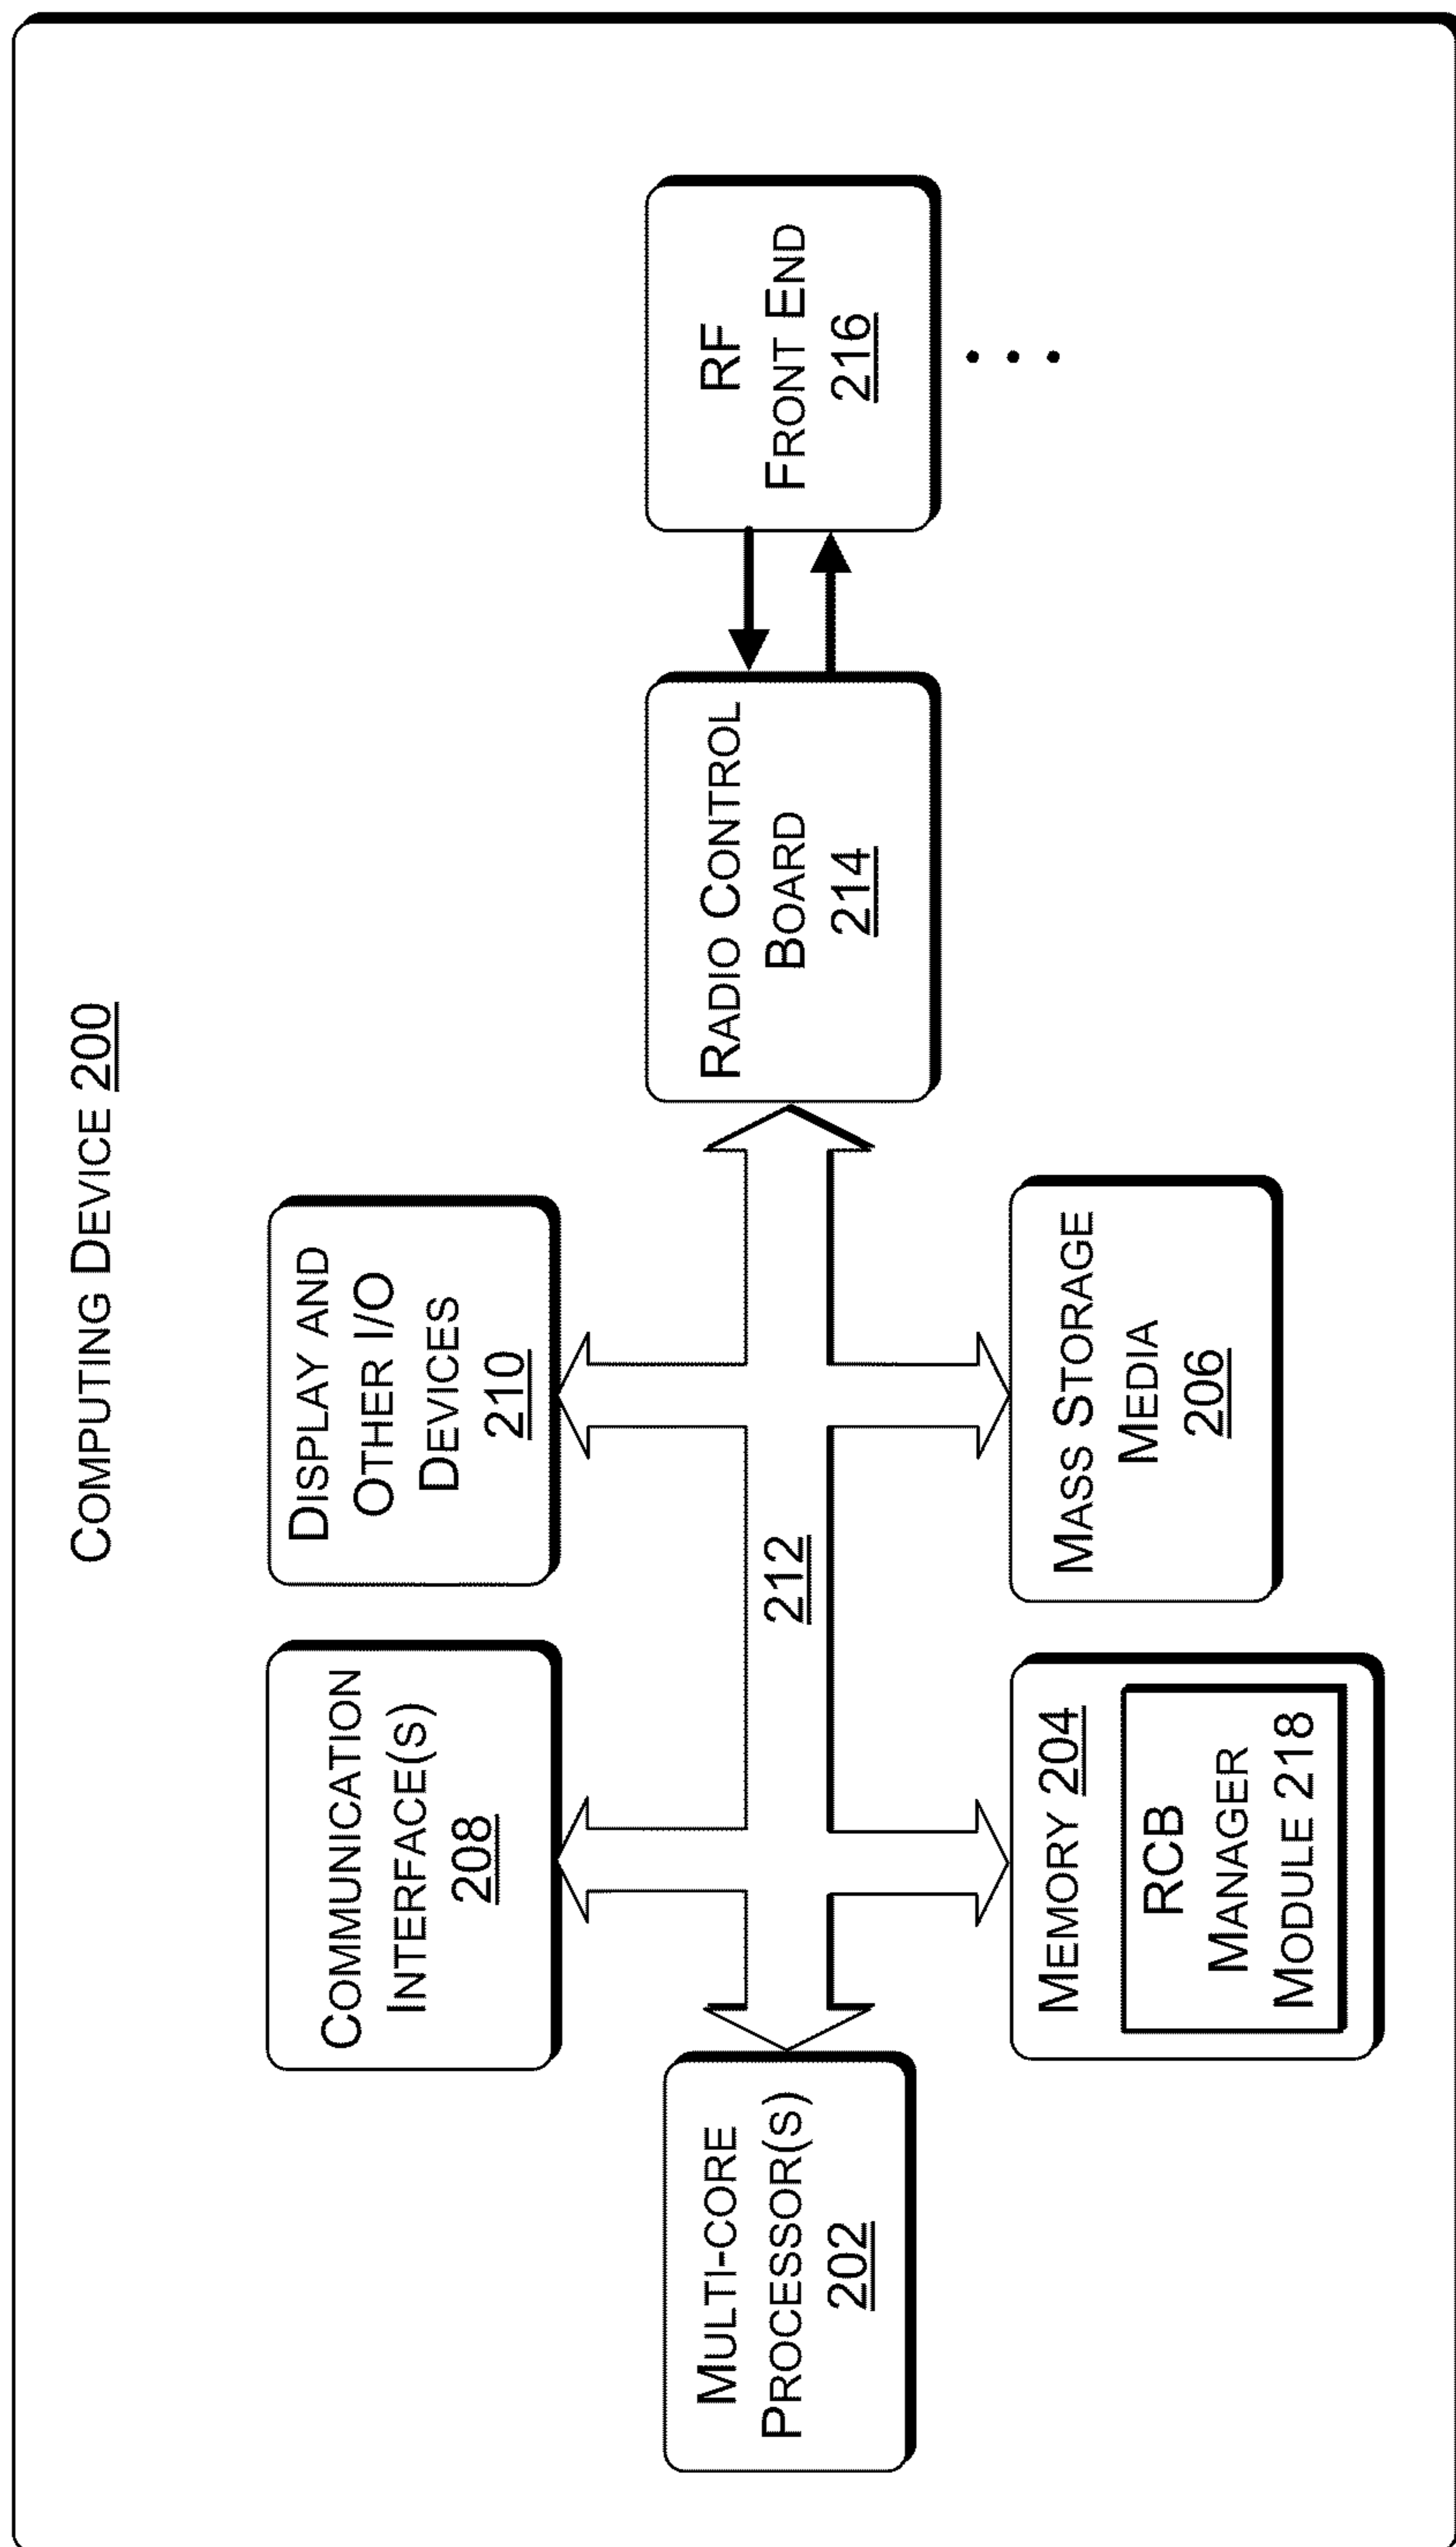 COMPUTING DEVICE 200
COMMUNICATION
INTERFACE(S)
208
DISPLAY AND
OTHER I/O
DEVICES
210
MULTI-CORE
PROCESSOR(S)
202
212
RADIO CONTROL
BOARD
214
RF
FRONT END
216
MEMORY 204
RCB
MANAGER
MODULE 218
MASS STORAGE
MEDIA
206